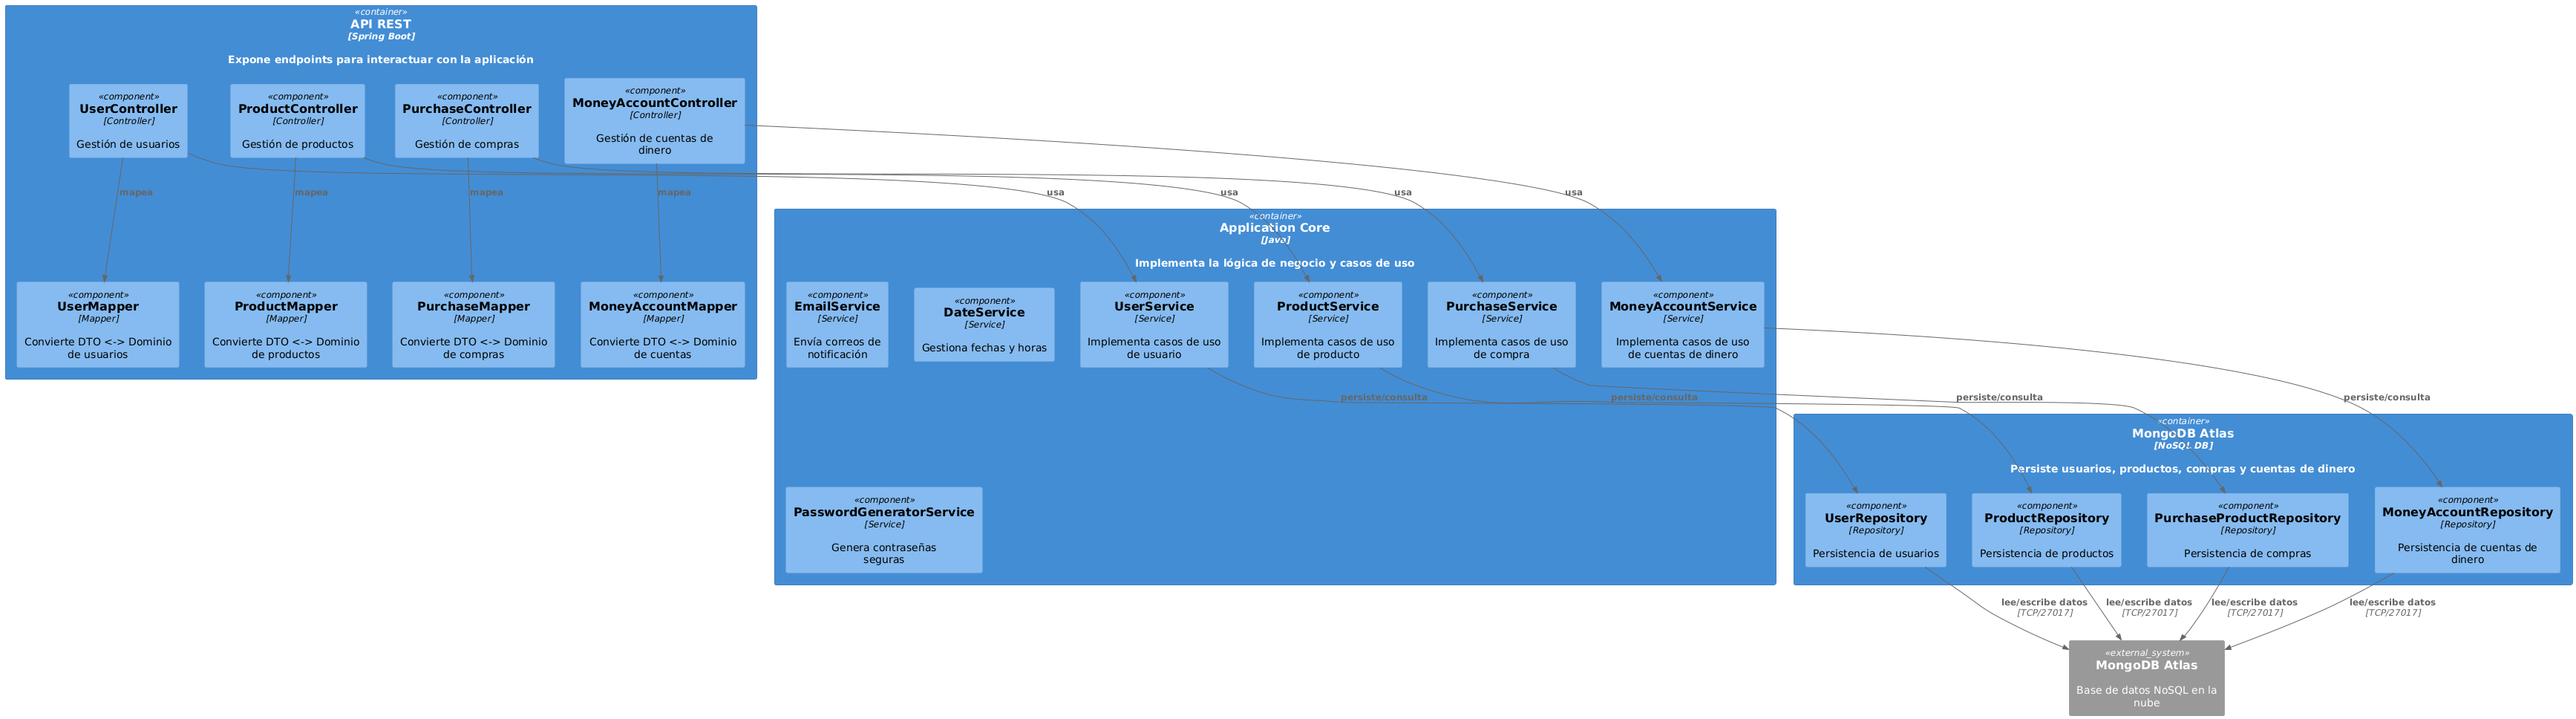 «container»
API REST
[Spring Boot]
Expone endpoints para interactuar con la aplicación
«component»
UserController
[Controller]
Gestión de usuarios
«component»
ProductController
[Controller]
Gestión de productos
«component»
PurchaseController
[Controller]
Gestión de compras
«component»
MoneyAccountController
[Controller]
Gestión de cuentas de
dinero
mapea
mapea
mapea
mapea
usa
usa
usa
usa
«component»
UserMapper
[Mapper]
Convierte DTO <-> Dominio
de usuarios
«component»
ProductMapper
[Mapper]
Convierte DTO <-> Dominio
de productos
«component»
PurchaseMapper
[Mapper]
Convierte DTO <-> Dominio
de compras
«component»
MoneyAccountMapper
[Mapper]
Convierte DTO <-> Dominio
de cuentas
«container»
Application Core
[Java]
Implementa la lógica de negocio y casos de uso
«component»
EmailService
[Service]
Envía correos de
notificación
«component»
DateService
[Service]
Gestiona fechas y horas
«component»
UserService
[Service]
Implementa casos de uso
de usuario
«component»
ProductService
[Service]
Implementa casos de uso
de producto
«component»
PurchaseService
[Service]
Implementa casos de uso
de compra
«component»
MoneyAccountService
[Service]
Implementa casos de uso
de cuentas de dinero
persiste/consulta
persiste/consulta
persiste/consulta
persiste/consulta
«component»
PasswordGeneratorService
[Service]
Genera contraseñas
seguras
«container»
MongoDB Atlas
[NoSQL DB]
Persiste usuarios, productos, compras y cuentas de dinero
«component»
UserRepository
[Repository]
Persistencia de usuarios
«component»
ProductRepository
[Repository]
Persistencia de productos
«component»
PurchaseProductRepository
[Repository]
Persistencia de compras
«component»
MoneyAccountRepository
[Repository]
Persistencia de cuentas de
dinero
lee/escribe datos
[TCP/27017]
lee/escribe datos
[TCP/27017]
lee/escribe datos
[TCP/27017]
lee/escribe datos
[TCP/27017]
«external_system»
MongoDB Atlas
Base de datos NoSQL en la
nube